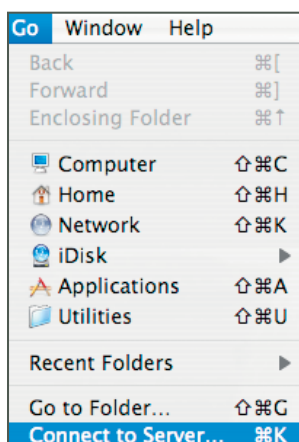 Go Window Help
Back ⌘[
Forward ⌘]
Enclosing Folder ⌘↑
Computer ⇧⌘C
Home ⇧⌘H
Network ⇧⌘K
iDisk ▶
Applications ⇧⌘A
Utilities ⇧⌘U
Recent Folders ▶
Go to Folder... ⇧⌘G
Connect to Server... ⌘K